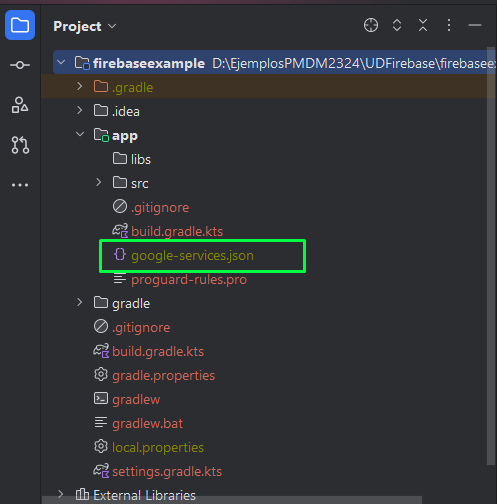 Project
firebaseexample D:\EjemplosPMDM2324\UDFirebase\firebaseex
.gradle
.idea
app
libs
src
.gitignore
build.gradle.kts
google-services.json
proguard-rules.pro
gradle
.gitignore
build.gradle.kts
gradle.properties
gradlew
gradlew.bat
local.properties
settings.gradle.kts
External Libraries